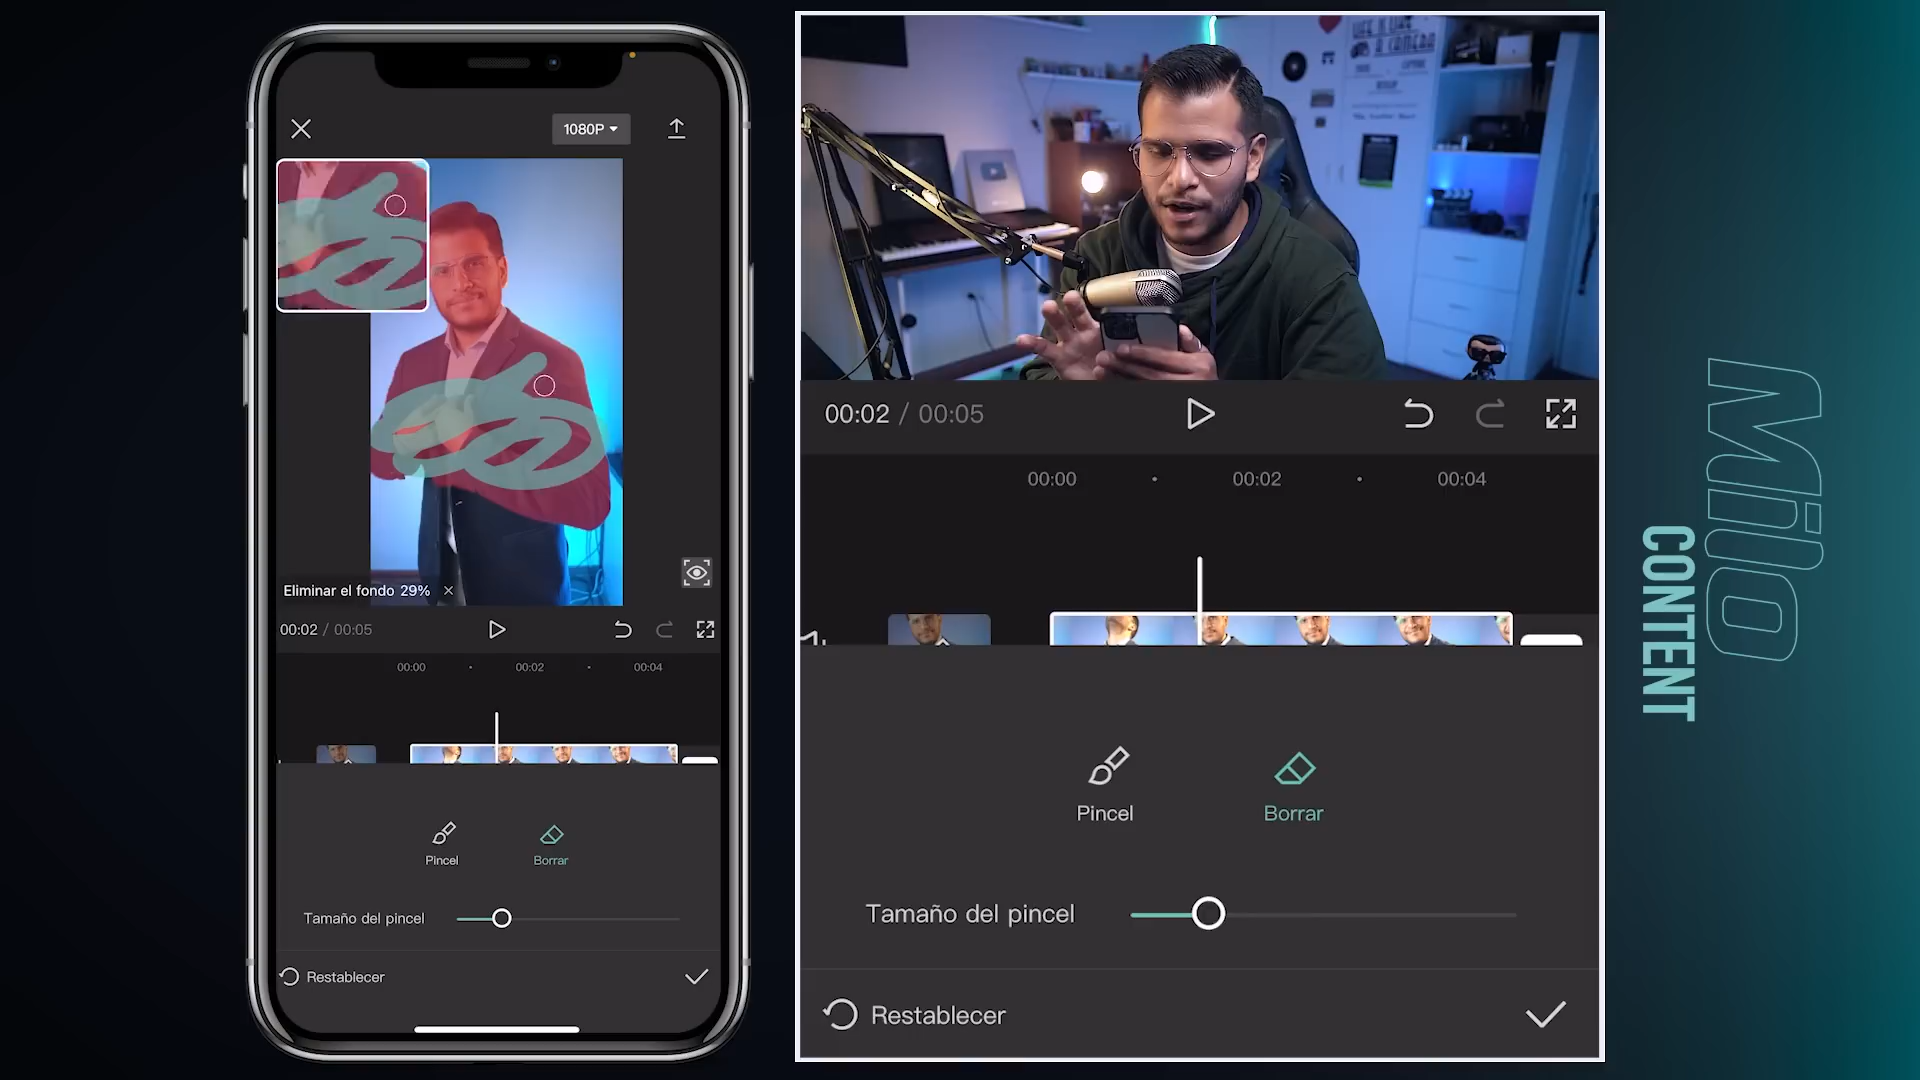 1080P
Eliminar el fondo 29%
00:02 / 00:05
00:00
00:02
00:04
Pincel
Borrar
Tamaño del pincel
Restablecer
00:02 / 00:05
00:00
00:02
00:04
Pincel
Borrar
Tamaño del pincel
Restablecer
Milo
CONTENT